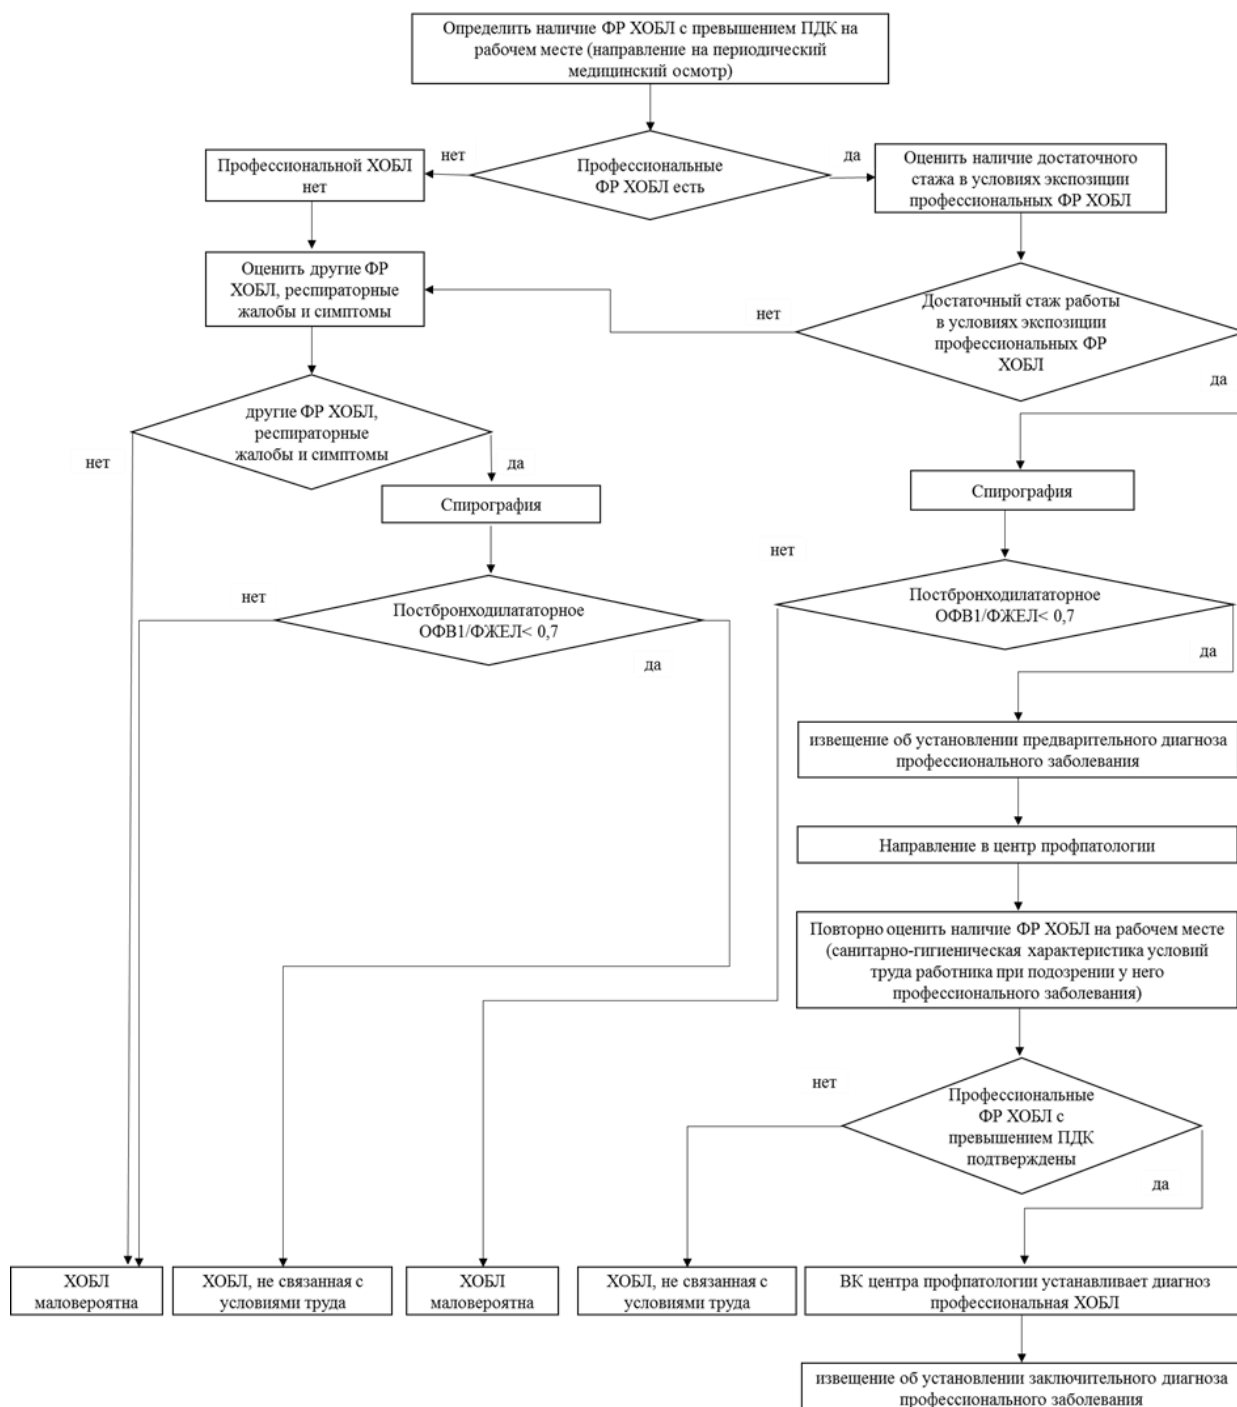 Определить наличие ФР ХОБЛ с превышением ПДК на
рабочем месте (направление на периодический
медицинский осмотр)
нет
да
Профессиональной ХОБЛ
нет
Профессиональные
ФР ХОБЛ есть
Оценить наличие достаточного
стажа в условиях экспозиции
профессиональных ФР ХОБЛ
Оценить другие ФР
ХОБЛ, респираторные
жалобы и симптомы
нет
Достаточный стаж работы
в условиях экспозиции
профессиональных ФР
ХОБЛ
да
другие ФР ХОБЛ,
респираторные
жалобы и симптомы
нет
да
Спирография
Спирография
нет
нет
Постбронходилататорное
ОФВ1/ФЖЕЛ< 0,7
да
Постбронходилататорное
ОФВ1/ФЖЕЛ< 0,7
да
извещение об установлении предварительного диагноза
профессионального заболевания
Направление в центр профпатологии
Повторно оценить наличие ФР ХОБЛ на рабочем месте
(санитарно-гигиеническая характеристика условий
труда работника при подозрении у него
профессионального заболевания)
нет
Профессиональные
ФР ХОБЛ с
превышением ПДК
подтверждены
да
ХОБЛ
маловероятна
ХОБЛ, не связанная с
условиями труда
ХОБЛ
маловероятна
ХОБЛ, не связанная с
условиями труда
ВК центра профпатологии устанавливает диагноз
профессиональная ХОБЛ
извещение об установлении заключительного диагноза
профессионального заболевания